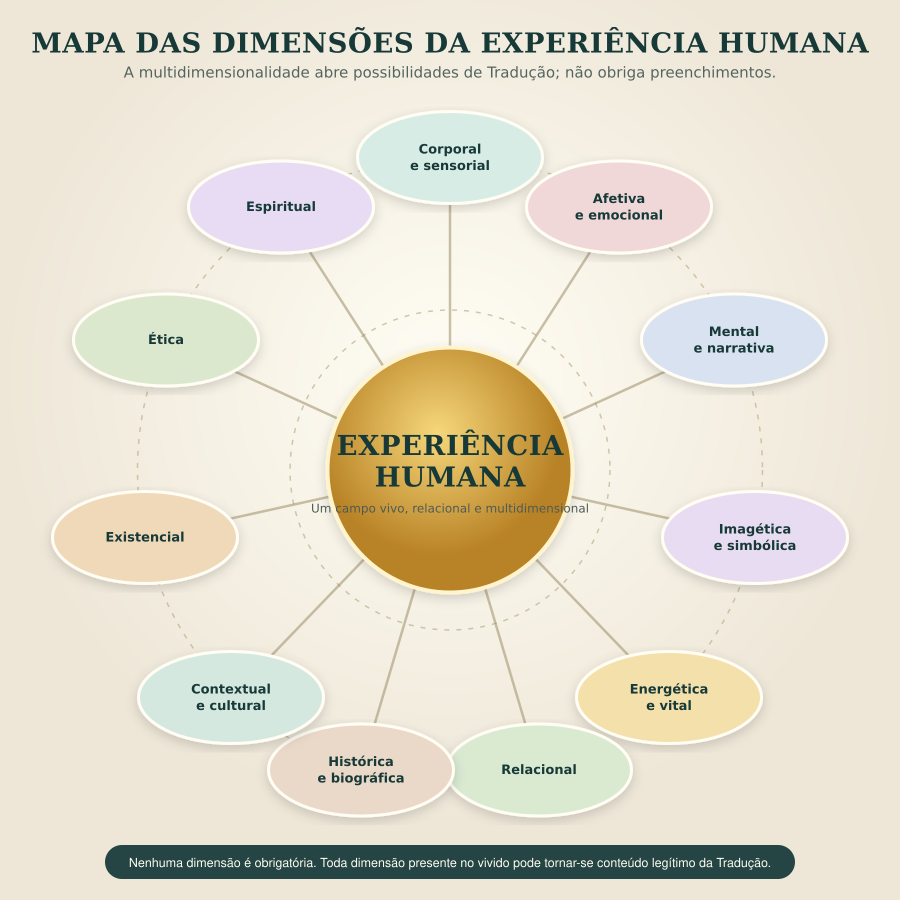 MAPA DAS DIMENSÕES DA EXPERIÊNCIA HUMANA
A multidimensionalidade abre possibilidades de Tradução; não obriga preenchimentos.
Corporal
e sensorial
Afetiva
e emocional
Mental
e narrativa
Imagética
e simbólica
Energética
e vital
Relacional
Histórica
e biográfica
Contextual
e cultural
Existencial
Ética
Espiritual
EXPERIÊNCIA
HUMANA
Um campo vivo, relacional e multidimensional
Nenhuma dimensão é obrigatória. Toda dimensão presente no vivido pode tornar-se conteúdo legítimo da Tradução.